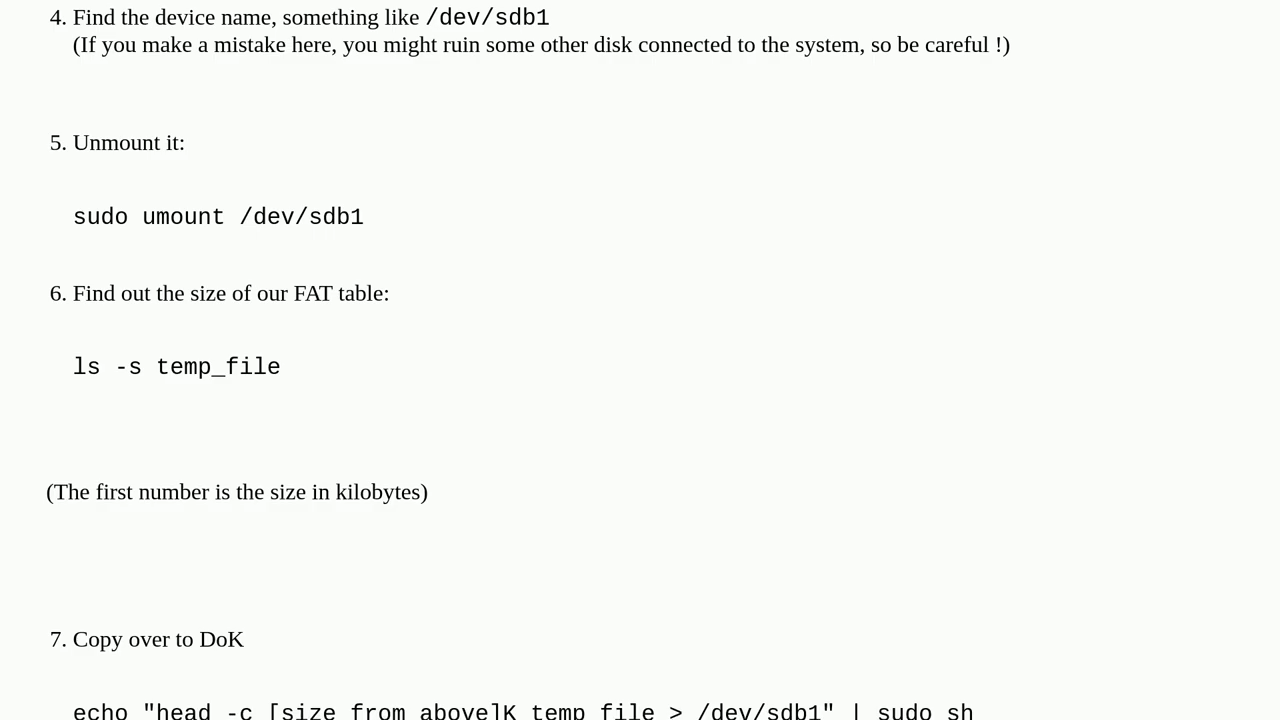 4. Find the device name, something like /dev/sdb1
(If you make a mistake here, you might ruin some other disk connected to the system, so be careful !)
5. Unmount it:
sudo umount /dev/sdb1
6. Find out the size of our FAT table:
ls -s temp_file
(The first number is the size in kilobytes)
7. Copy over to DoK
echo "head -c [size from above]K temp_file > /dev/sdb1" | sudo sh